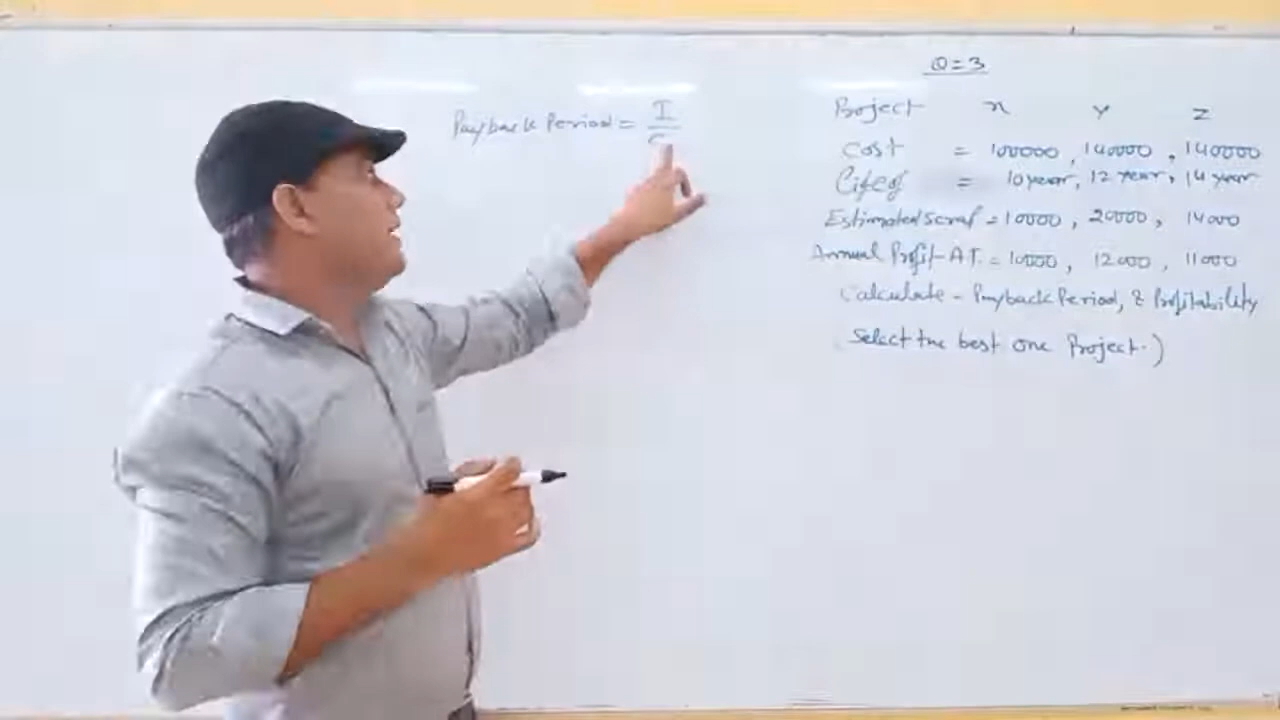 Payback Period = I/C
Q=3
Project x y z
Cost = 100000, 140000, 140000
Life of = 10 year, 12 year, 14 year
Estimated Scraf = 10000, 20000, 14000
Annual Profit A.T. = 10000, 12000, 11000
Calculate - Payback Period, & Profitability
(Select the best one Project.)